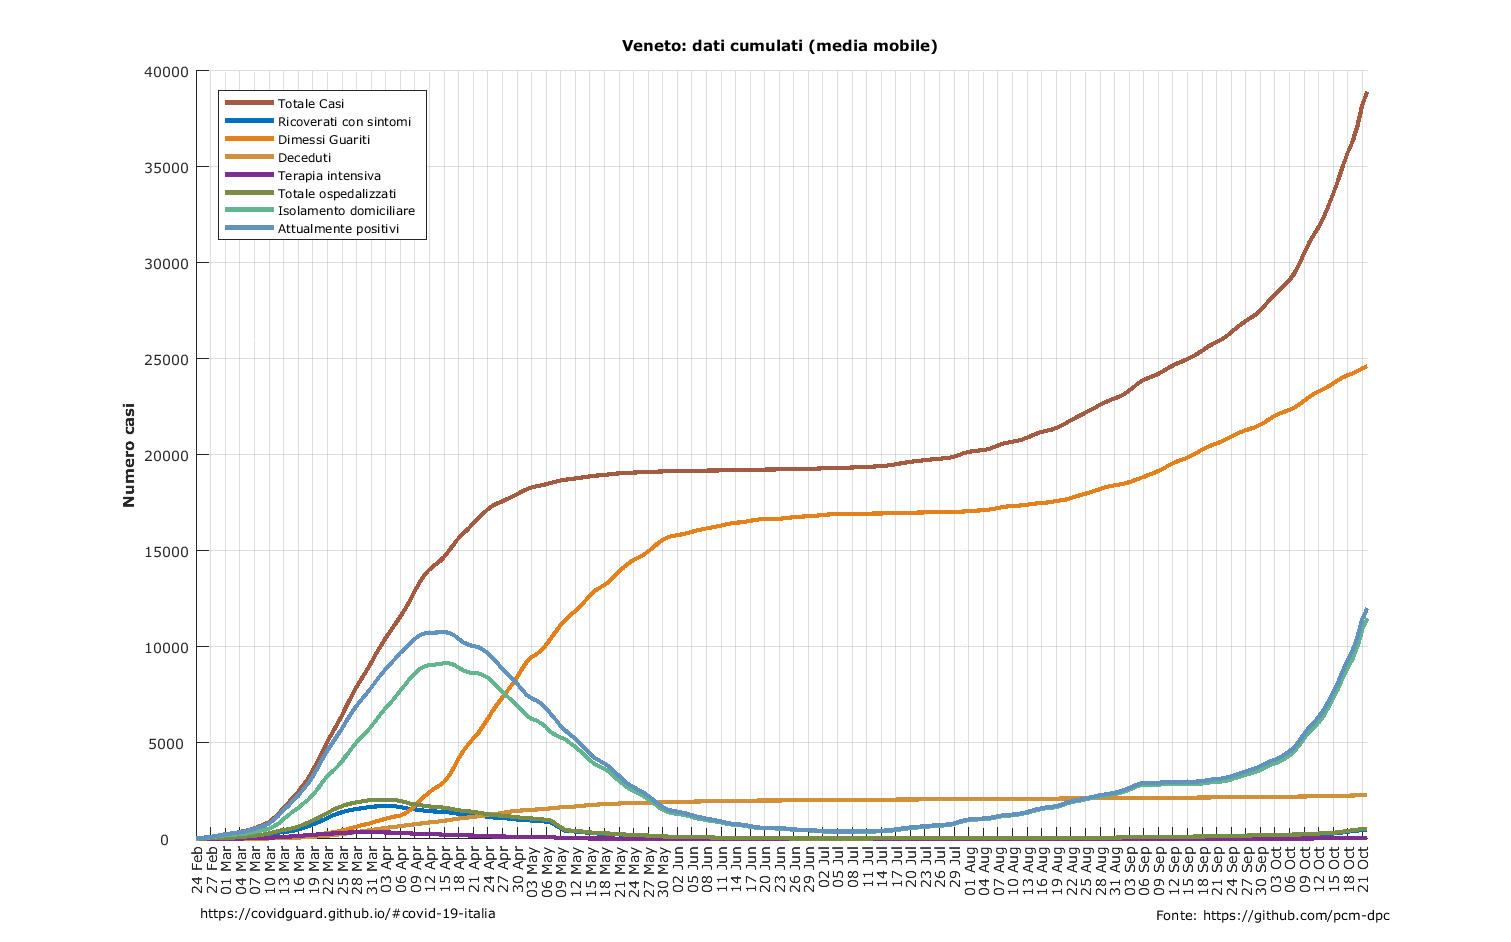 Veneto: dati cumulati (media mobile)
40000
35000
30000
25000
20000
15000
10000
5000
0
Numero casi
Totale Casi
Ricoverati con sintomi
Dimessi Guariti
Deceduti
Terapia intensiva
Totale ospedalizzati
Isolamento domiciliare
Attualmente positivi
24 Feb
27 Feb
01 Mar
04 Mar
07 Mar
10 Mar
13 Mar
16 Mar
19 Mar
22 Mar
25 Mar
28 Mar
31 Mar
03 Apr
06 Apr
09 Apr
12 Apr
15 Apr
18 Apr
21 Apr
24 Apr
27 Apr
30 Apr
03 May
06 May
09 May
12 May
15 May
18 May
21 May
24 May
27 May
30 May
02 Jun
05 Jun
08 Jun
11 Jun
14 Jun
17 Jun
20 Jun
23 Jun
26 Jun
29 Jun
02 Jul
05 Jul
08 Jul
11 Jul
14 Jul
17 Jul
20 Jul
23 Jul
26 Jul
29 Jul
01 Aug
04 Aug
07 Aug
10 Aug
13 Aug
16 Aug
19 Aug
22 Aug
25 Aug
28 Aug
31 Aug
03 Sep
06 Sep
09 Sep
12 Sep
15 Sep
18 Sep
21 Sep
24 Sep
27 Sep
30 Sep
03 Oct
06 Oct
09 Oct
12 Oct
15 Oct
18 Oct
21 Oct
https://covidguard.github.io/#covid-19-italia
Fonte: https://github.com/pcm-dpc